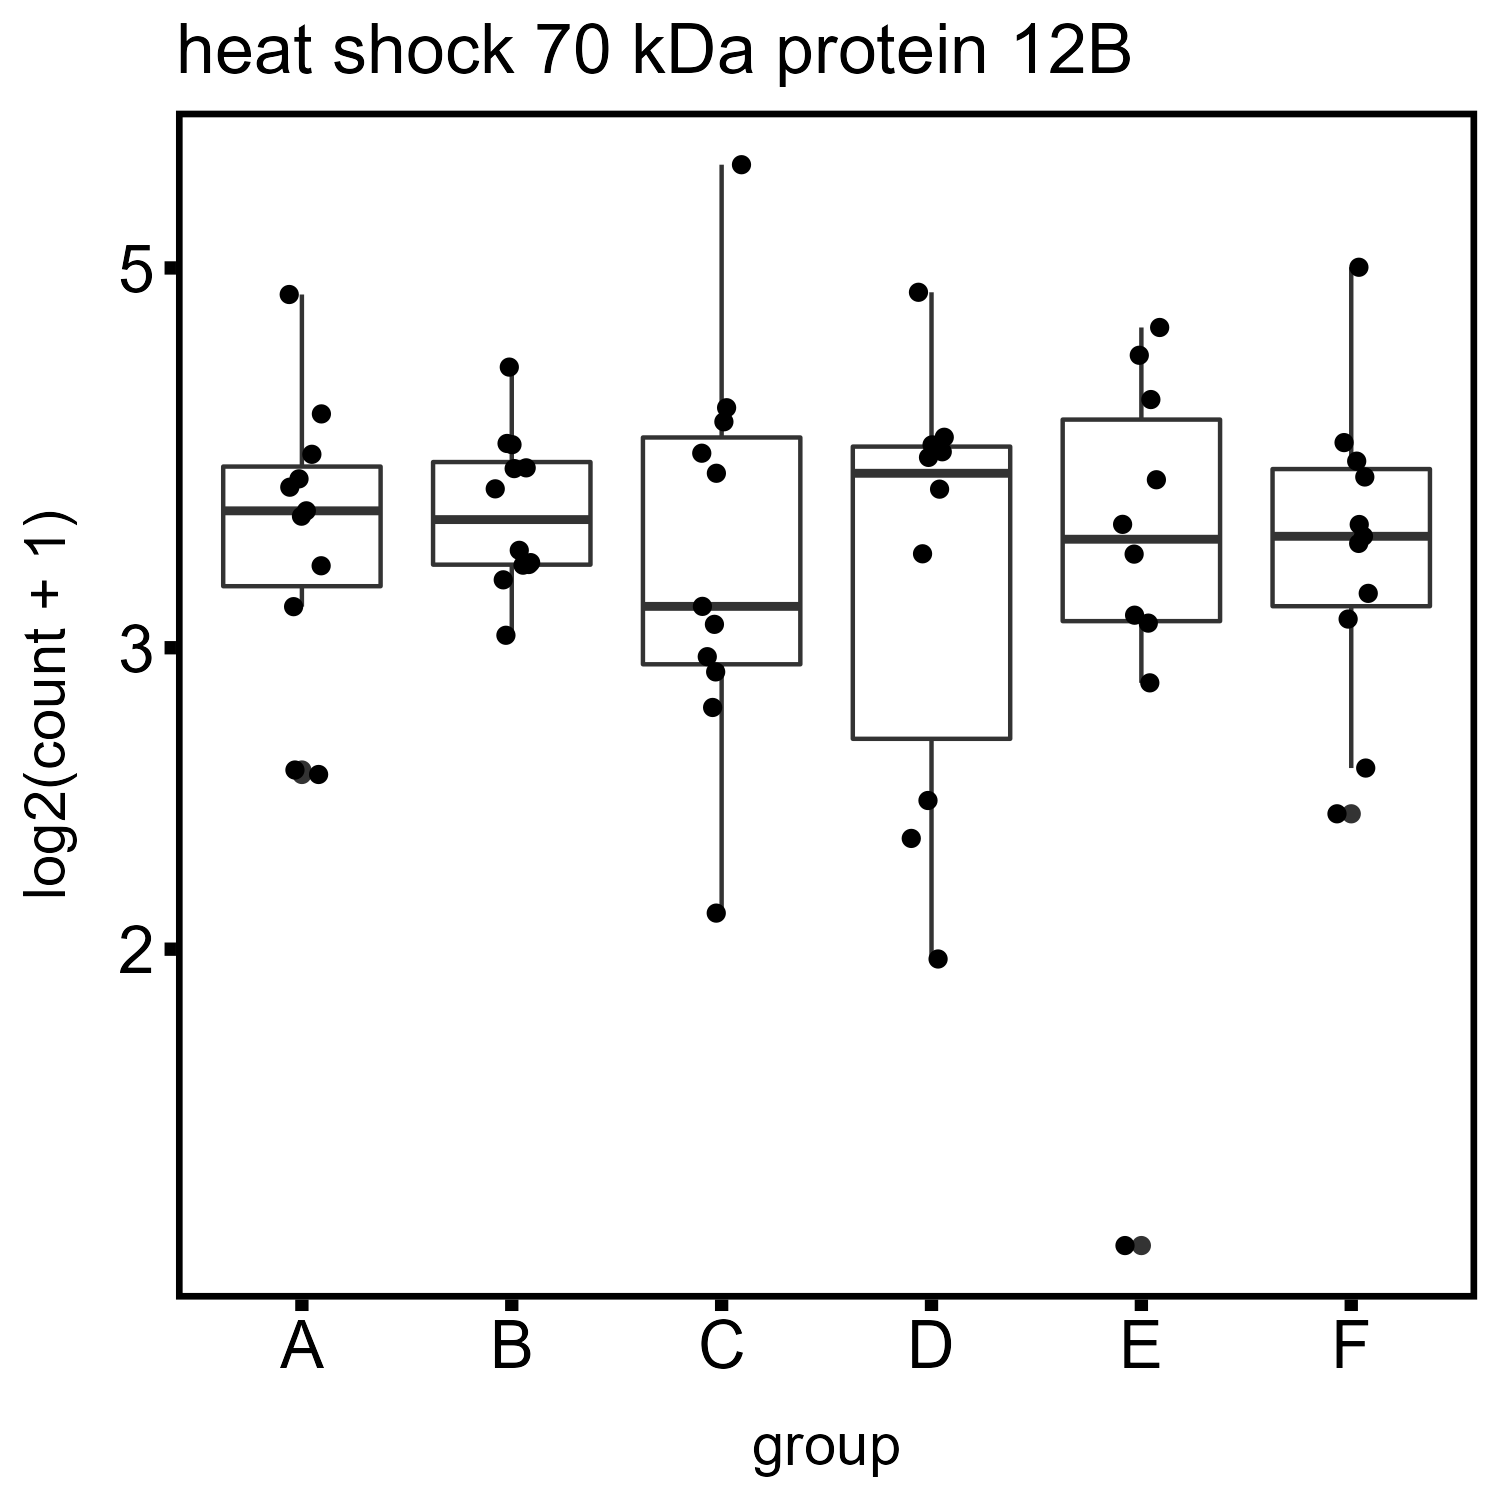 heat shock 70 kDa protein 12B
5
3
2
log2(count + 1)
A B C D E F
group